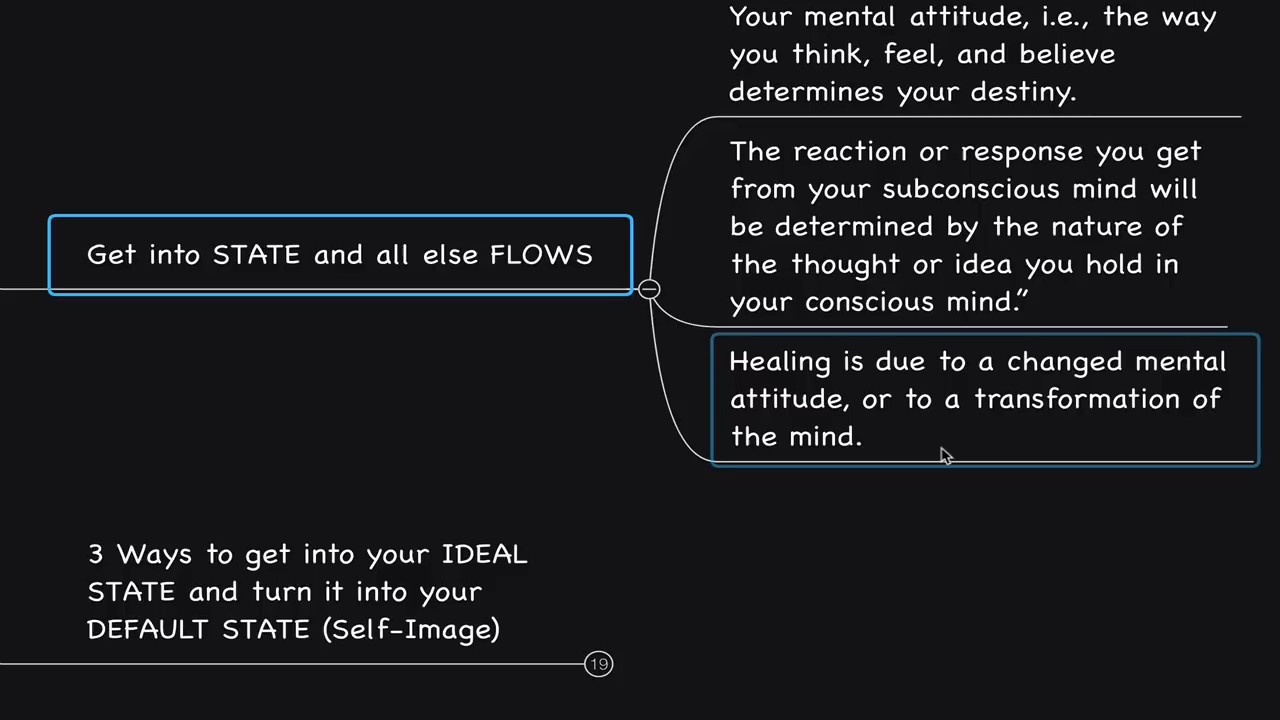 Your mental attitude, i.e., the way
you think, feel, and believe
determines your destiny.
The reaction or response you get
from your subconscious mind will
be determined by the nature of
the thought or idea you hold in
your conscious mind.”
Get into STATE and all else FLOWS
Healing is due to a changed mental
attitude, or to a transformation of
the mind.
3 Ways to get into your IDEAL
STATE and turn it into your
DEFAULT STATE (Self-Image)
19